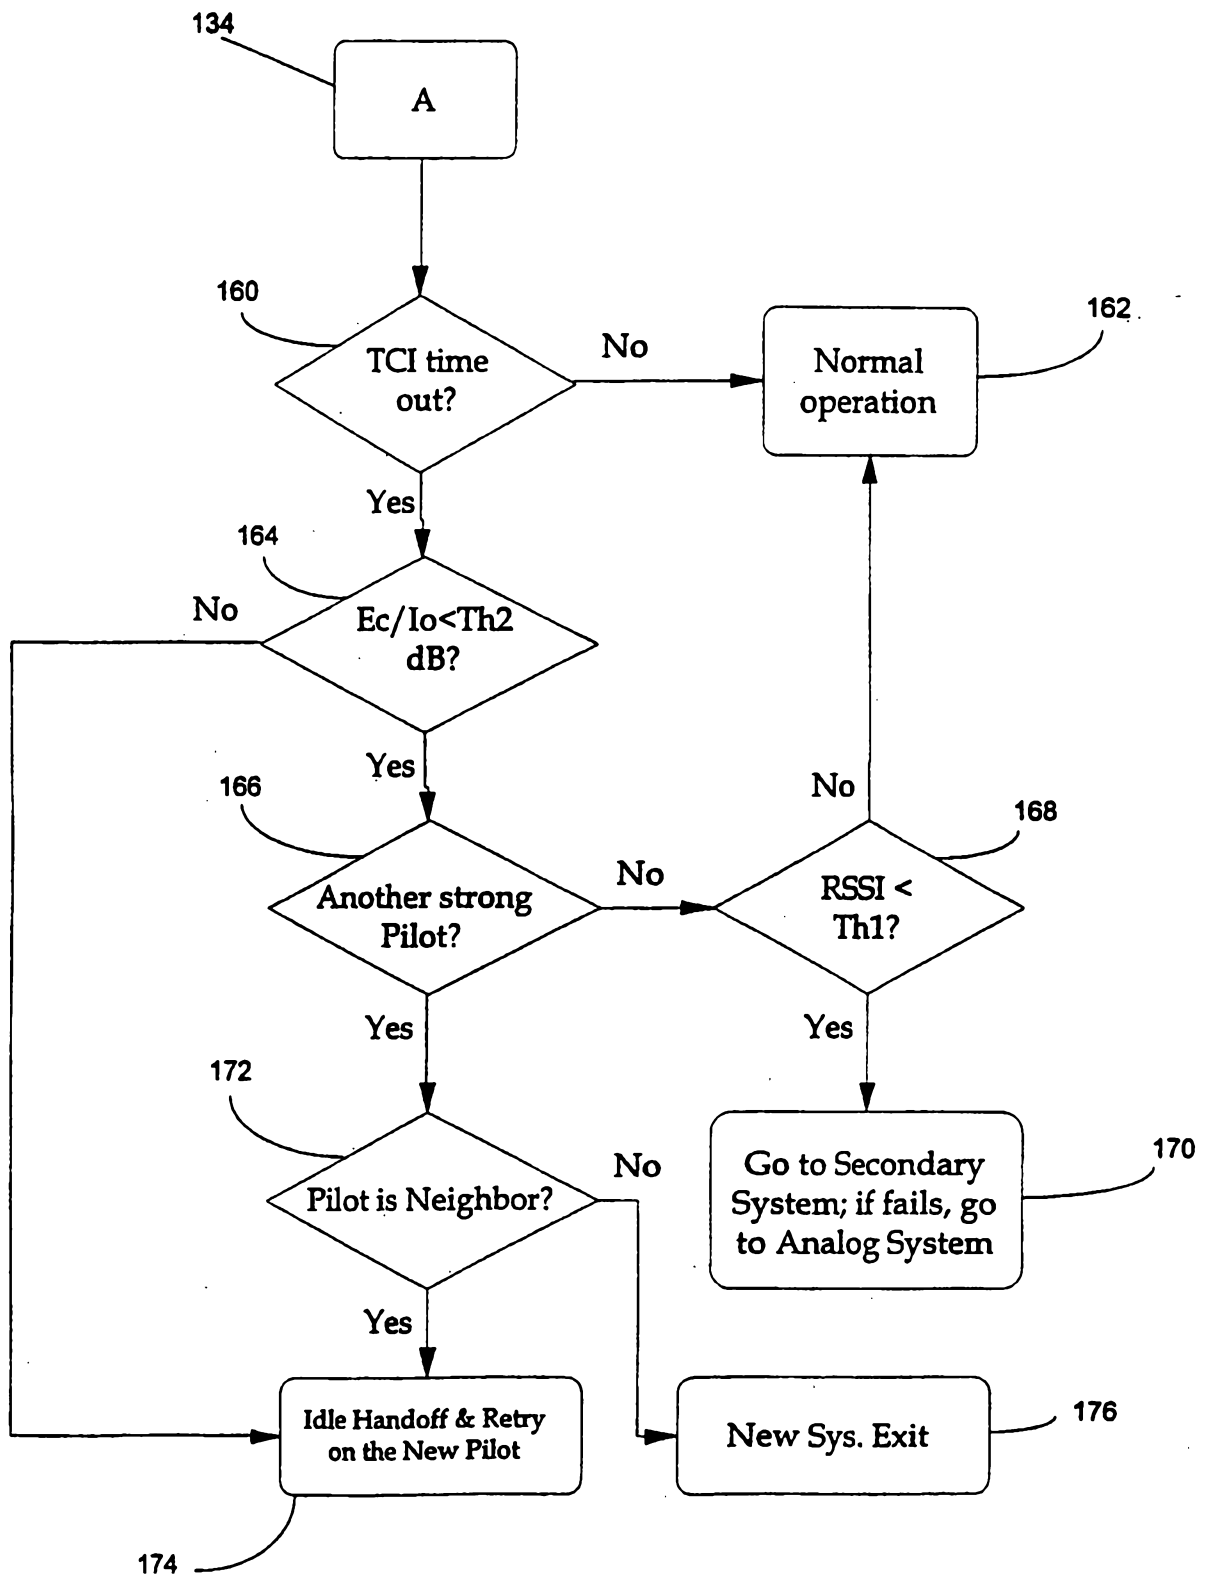 134
A
160
TCI time
out?
No
162
Normal
operation
Yes
164
No
Ec/Io<Th2
dB?
Yes
166
Another strong
Pilot?
No
No
168
RSSI <
Th1?
Yes
Yes
172
Pilot is Neighbor?
No
170
Go to Secondary
System; if fails, go
to Analog System
Yes
Idle Handoff & Retry
on the New Pilot
174
New Sys. Exit
176